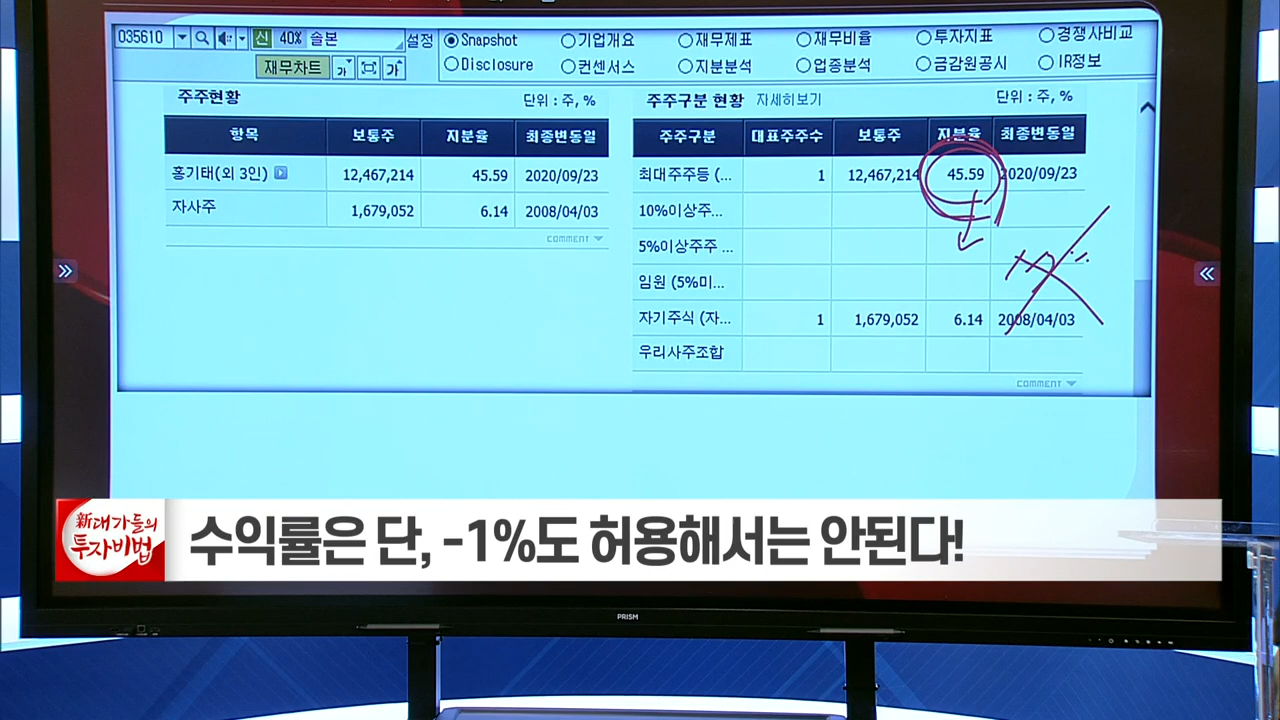 035610 신 40% 솔본 설정 Snapshot 기업개요 재무제표 재무비율 투자지표 경쟁사비교
재무차트 가 가 Disclosure 컨센서스 지분분석 업종분석 금감원공시 IR정보
주주현황 단위 : 주, %
항목 보통주 지분율 최종변동일
홍기태(외 3인) 12,467,214 45.59 2020/09/23
자사주 1,679,052 6.14 2008/04/03
COMMENT
주주구분 현황 자세히보기 단위 : 주, %
주주구분 대표주주수 보통주 지분율 최종변동일
최대주주등 (... 1 12,467,214 45.59 2020/09/23
10%이상주...
5%이상주주 ...
임원 (5%미...
자기주식 (자... 1 1,679,052 6.14 2008/04/03
우리사주조합
COMMENT
新대가들의
투자비법
수익률은 단, -1%도 허용해서는 안된다!
PRISM